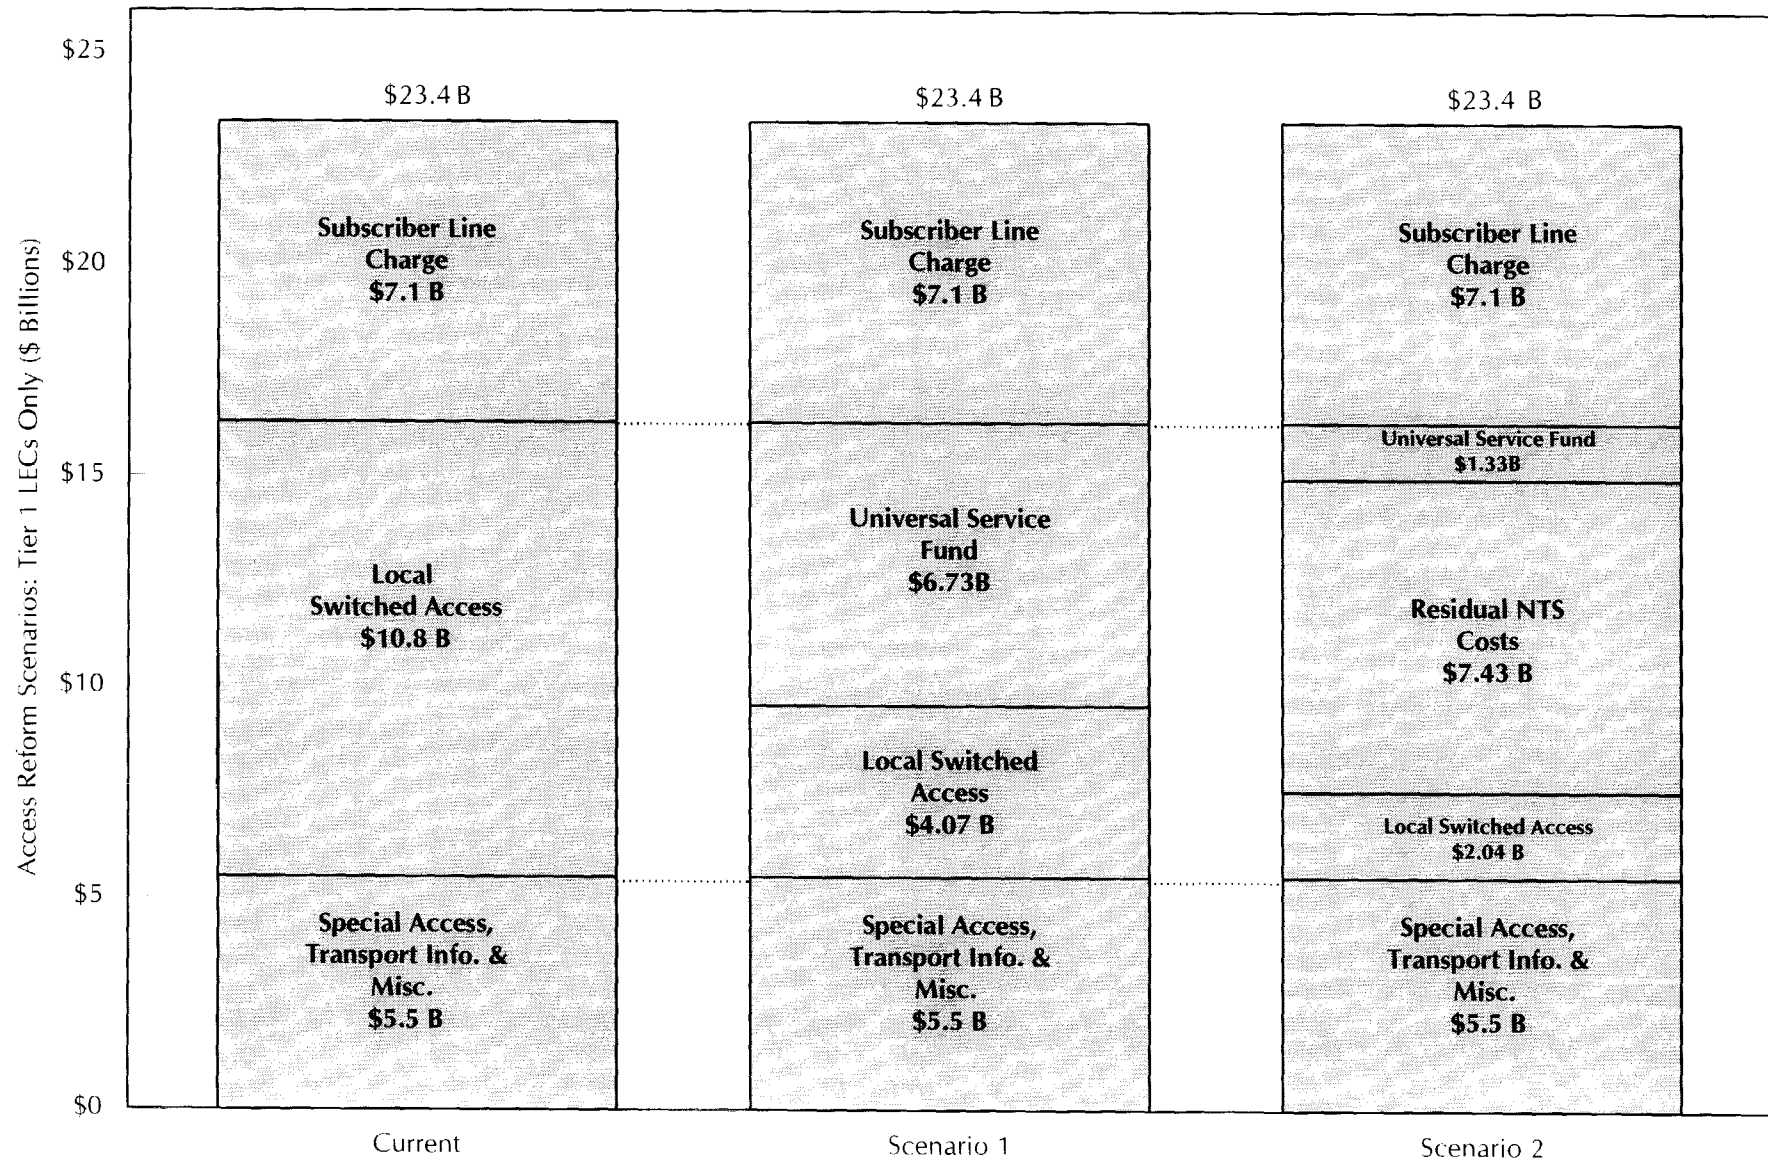 Access Reform Scenarios: Tier 1 LECs Only ($ Billions)
$25
$20
$15
$10
$5
$0
$23.4 B
Subscriber Line
Charge
$7.1 B
Local
Switched Access
$10.8 B
Special Access,
Transport Info. &
Misc.
$5.5 B
Current
$23.4 B
Subscriber Line
Charge
$7.1 B
Universal Service
Fund
$6.73B
Local Switched
Access
$4.07 B
Special Access,
Transport Info. &
Misc.
$5.5 B
Scenario 1
$23.4 B
Subscriber Line
Charge
$7.1 B
Universal Service Fund
$1.33B
Residual NTS
Costs
$7.43 B
Local Switched Access
$2.04 B
Special Access,
Transport Info. &
Misc.
$5.5 B
Scenario 2